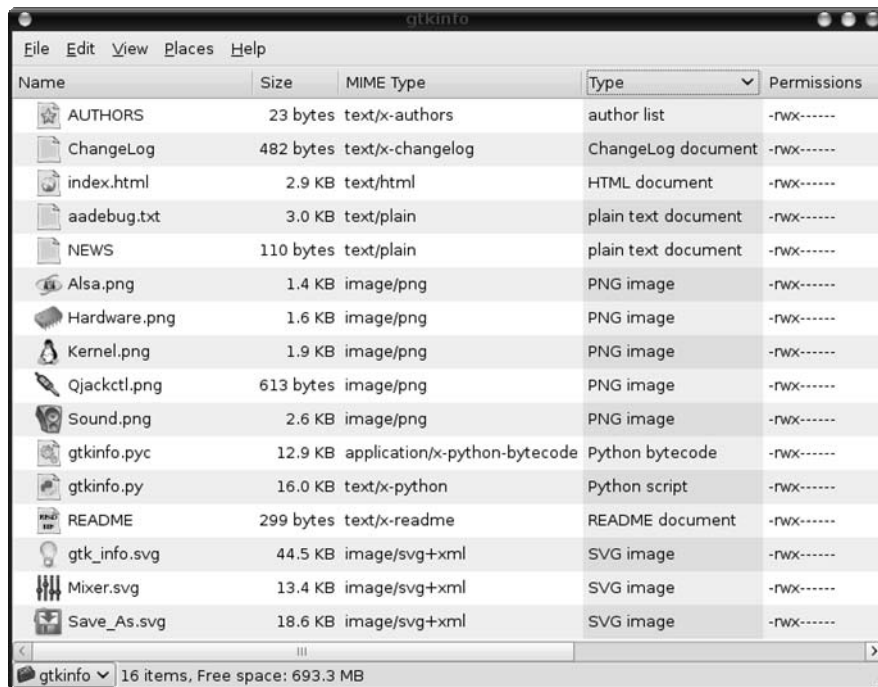 gtkinfo
File Edit View Places Help
Name Size MIME Type Type Permissions
AUTHORS 23 bytes text/x-authors author list -rwx------
ChangeLog 482 bytes text/x-changelog ChangeLog document -rwx------
index.html 2.9 KB text/html HTML document -rwx------
aadebug.txt 3.0 KB text/plain plain text document -rwx------
NEWS 110 bytes text/plain plain text document -rwx------
Alsa.png 1.4 KB image/png PNG image -rwx------
Hardware.png 1.6 KB image/png PNG image -rwx------
Kernel.png 1.9 KB image/png PNG image -rwx------
Qjackctl.png 613 bytes image/png PNG image -rwx------
Sound.png 2.6 KB image/png PNG image -rwx------
gtkinfo.pyc 12.9 KB application/x-python-bytecode Python bytecode -rwx------
gtkinfo.py 16.0 KB text/x-python Python script -rwx------
README 299 bytes text/x-readme README document -rwx------
gtk_info.svg 44.5 KB image/svg+xml SVG image -rwx------
Mixer.svg 13.4 KB image/svg+xml SVG image -rwx------
Save_As.svg 18.6 KB image/svg+xml SVG image -rwx------
gtkinfo 16 items, Free space: 693.3 MB